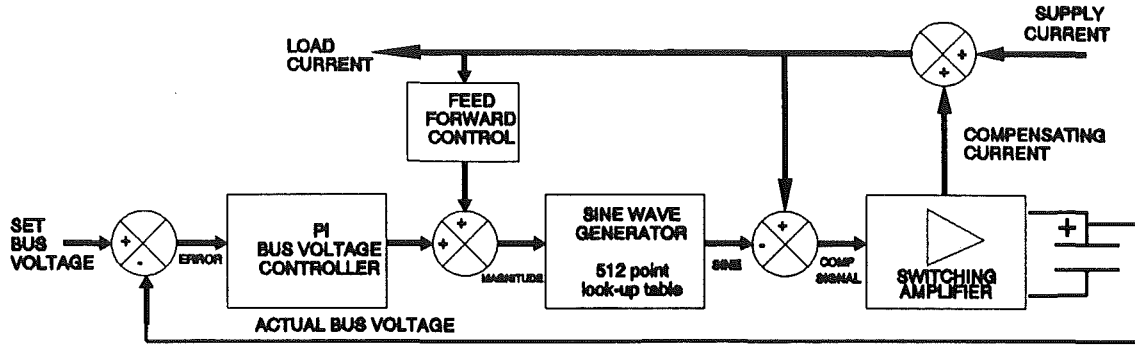 SUPPLY
CURRENT
LOAD
CURRENT
+
+
FEED
FORWARD
CONTROL
COMPENSATING
CURRENT
SET
BUS
VOLTAGE
+
-
ERROR
PI
BUS VOLTAGE
CONTROLLER
+
+
MAGNITUDE
SINE WAVE
GENERATOR
512 point
look-up table
SINE
-
+
COMP
SIGNAL
SWITCHING
AMPLIFIER
+
ACTUAL BUS VOLTAGE